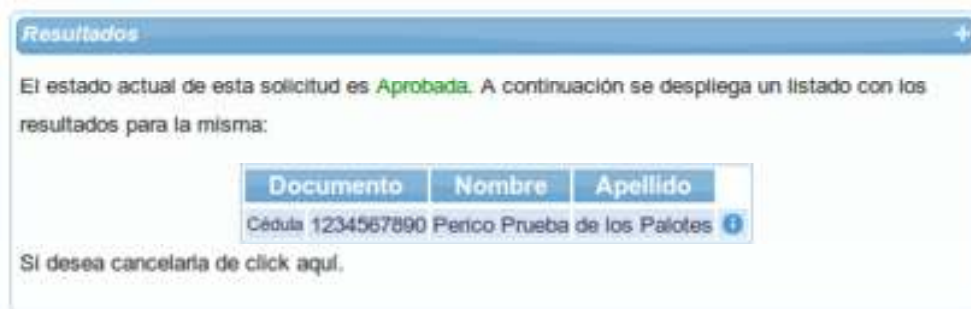 Resultados
El estado actual de esta solicitud es Aprobada. A continuación se despliega un listado con los
resultados para la misma:
Documento Nombre Apellido
Cédula 1234567890 Perico Prueba de los Palotes
Si desea cancelarla de click aquí.